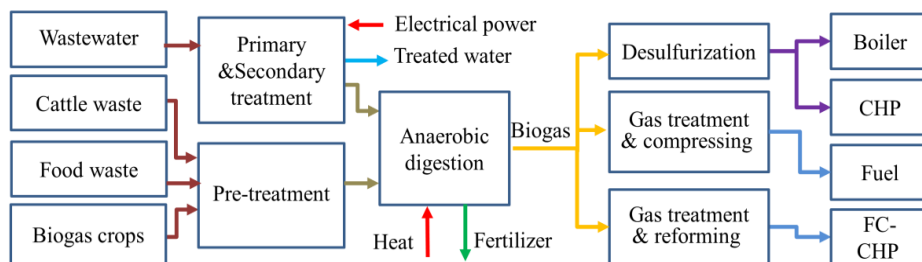 Wastewater
Cattle waste
Food waste
Biogas crops
Primary
&Secondary
treatment
Pre-treatment
Electrical power
Treated water
Anaerobic
digestion
Heat
Fertilizer
Biogas
Desulfurization
Gas treatment
& compressing
Gas treatment
& reforming
Boiler
CHP
Fuel
FC-
CHP